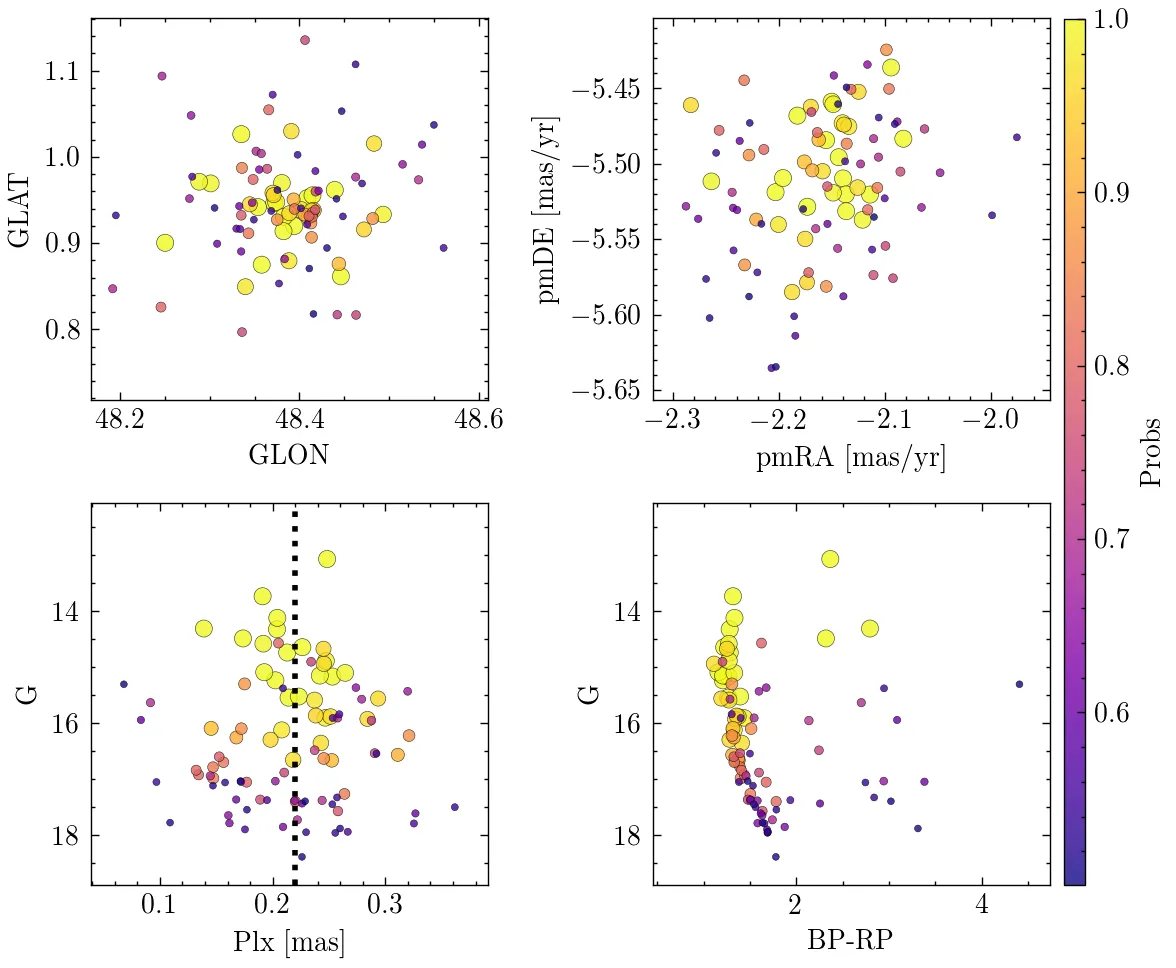 1.1
1.0
0.9
0.8
GLAT
48.2 48.4 48.6
GLON
−5.45
−5.50
−5.55
−5.60
−5.65
pmDE [mas/yr]
−2.3 −2.2 −2.1 −2.0
pmRA [mas/yr]
1.0
0.9
0.8
0.7
0.6
Probs
14
16
18
G
0.1 0.2 0.3
Plx [mas]
14
16
18
G
2 4
BP-RP